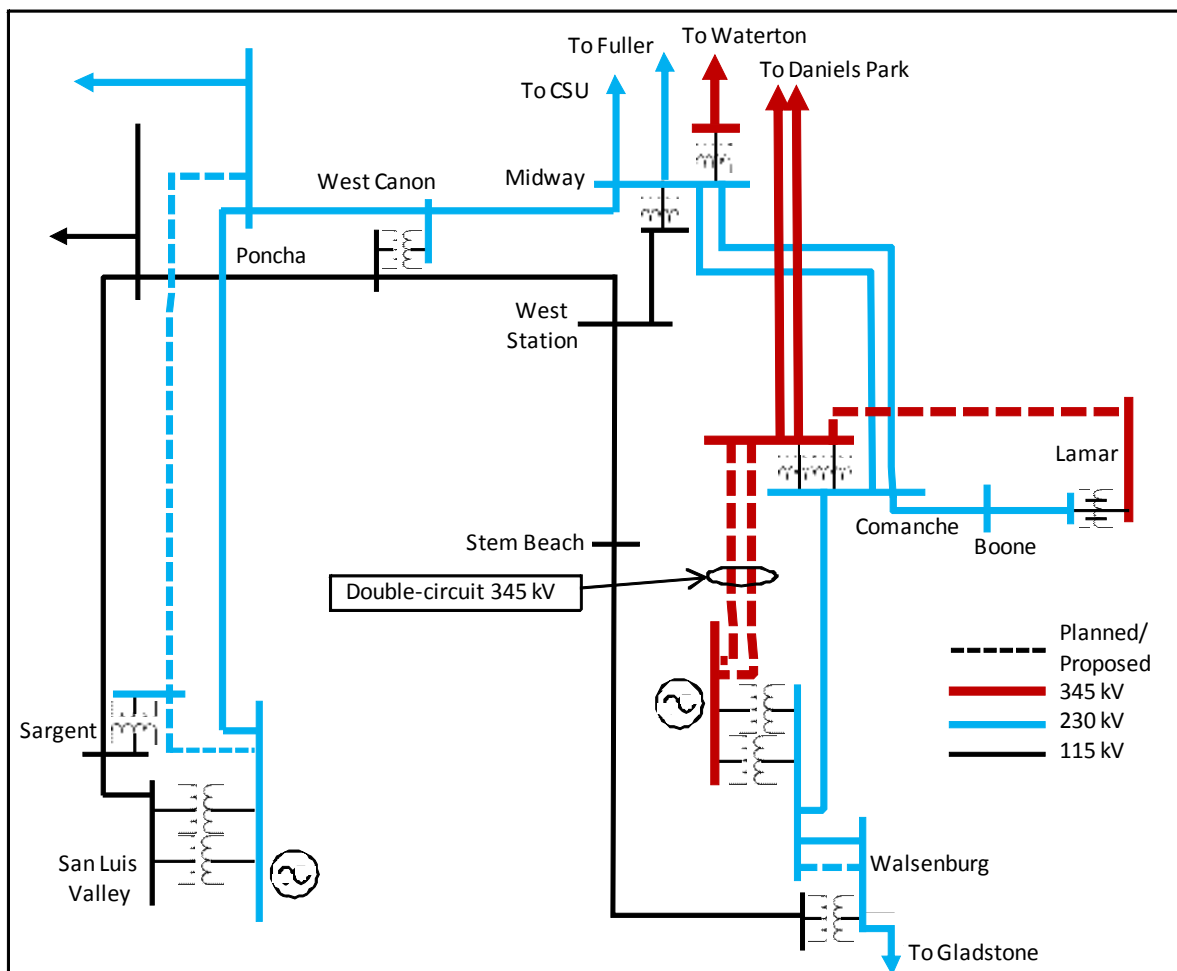 To Fuller
To Waterton
To Daniels Park
To CSU
West Canon
Midway
Poncha
West
Station
Lamar
Comanche
Boone
Stem Beach
Double-circuit 345 kV
Planned/
Proposed
345 kV
230 kV
115 kV
Sargent
San Luis
Valley
Walsenburg
To Gladstone